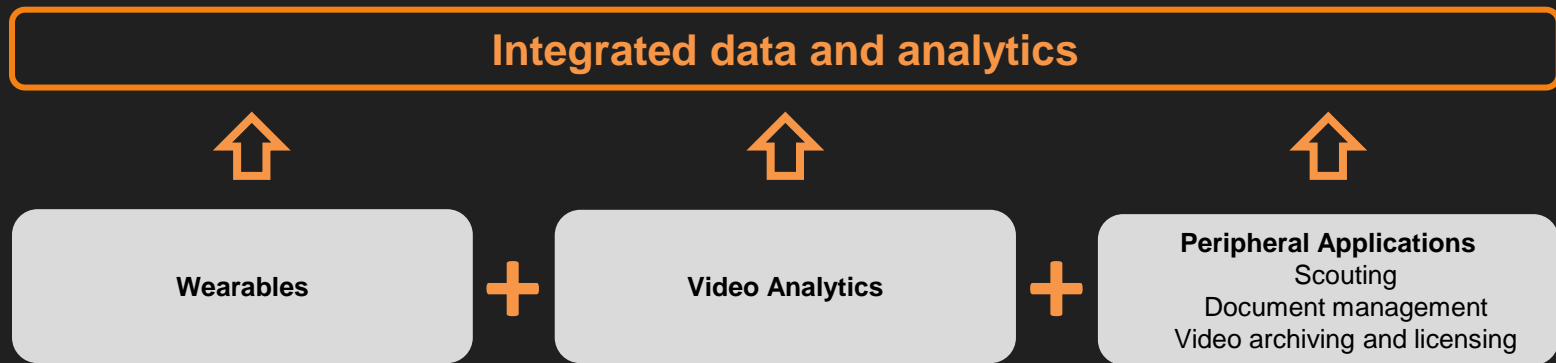 Integrated data and analytics
Wearables
Video Analytics
Peripheral Applications
Scouting
Document management
Video archiving and licensing